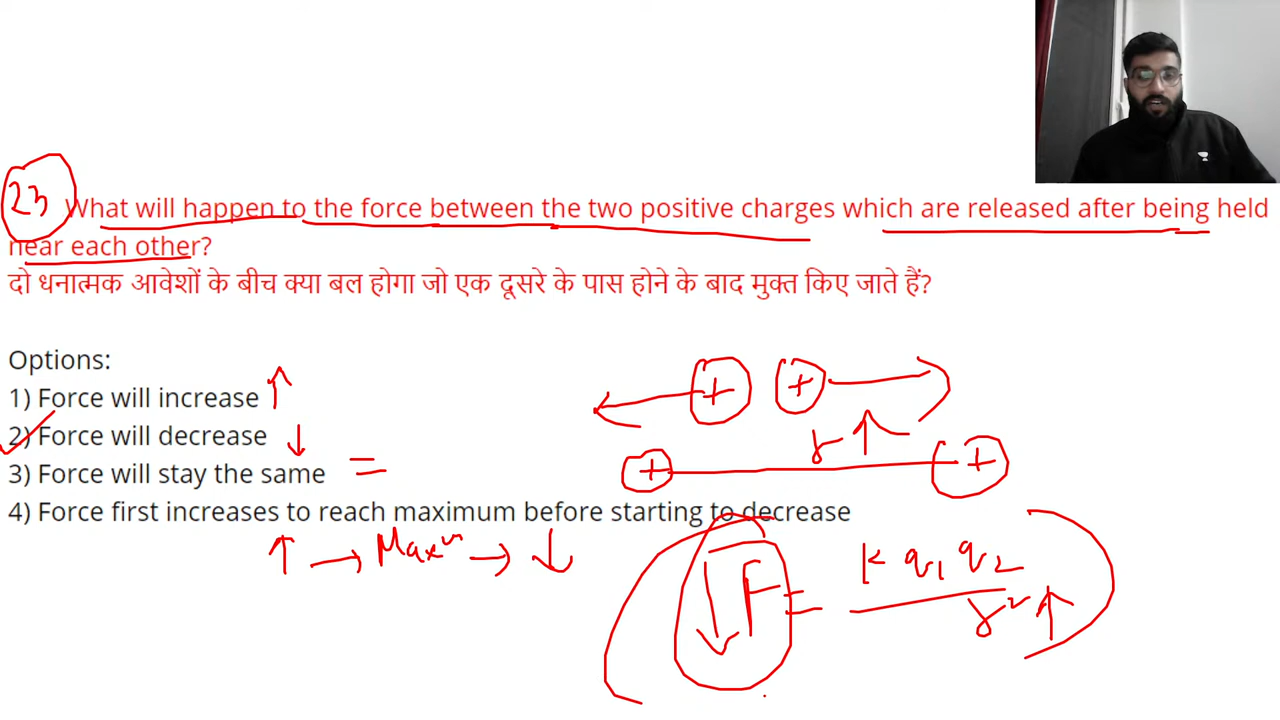 23 What will happen to the force between the two positive charges which are released after being held
near each other?
दो धनात्मक आवेशों के बीच क्या बल होगा जो एक दूसरे के पास होने के बाद मुक्त किए जाते हैं?
Options:
1) Force will increase ↑
2) Force will decrease ↓
3) Force will stay the same =
4) Force first increases to reach maximum before starting to decrease
+ +
r ↑
+ +
↑ → Maxm → ↓
↓ F = k q1 q2
r² ↑